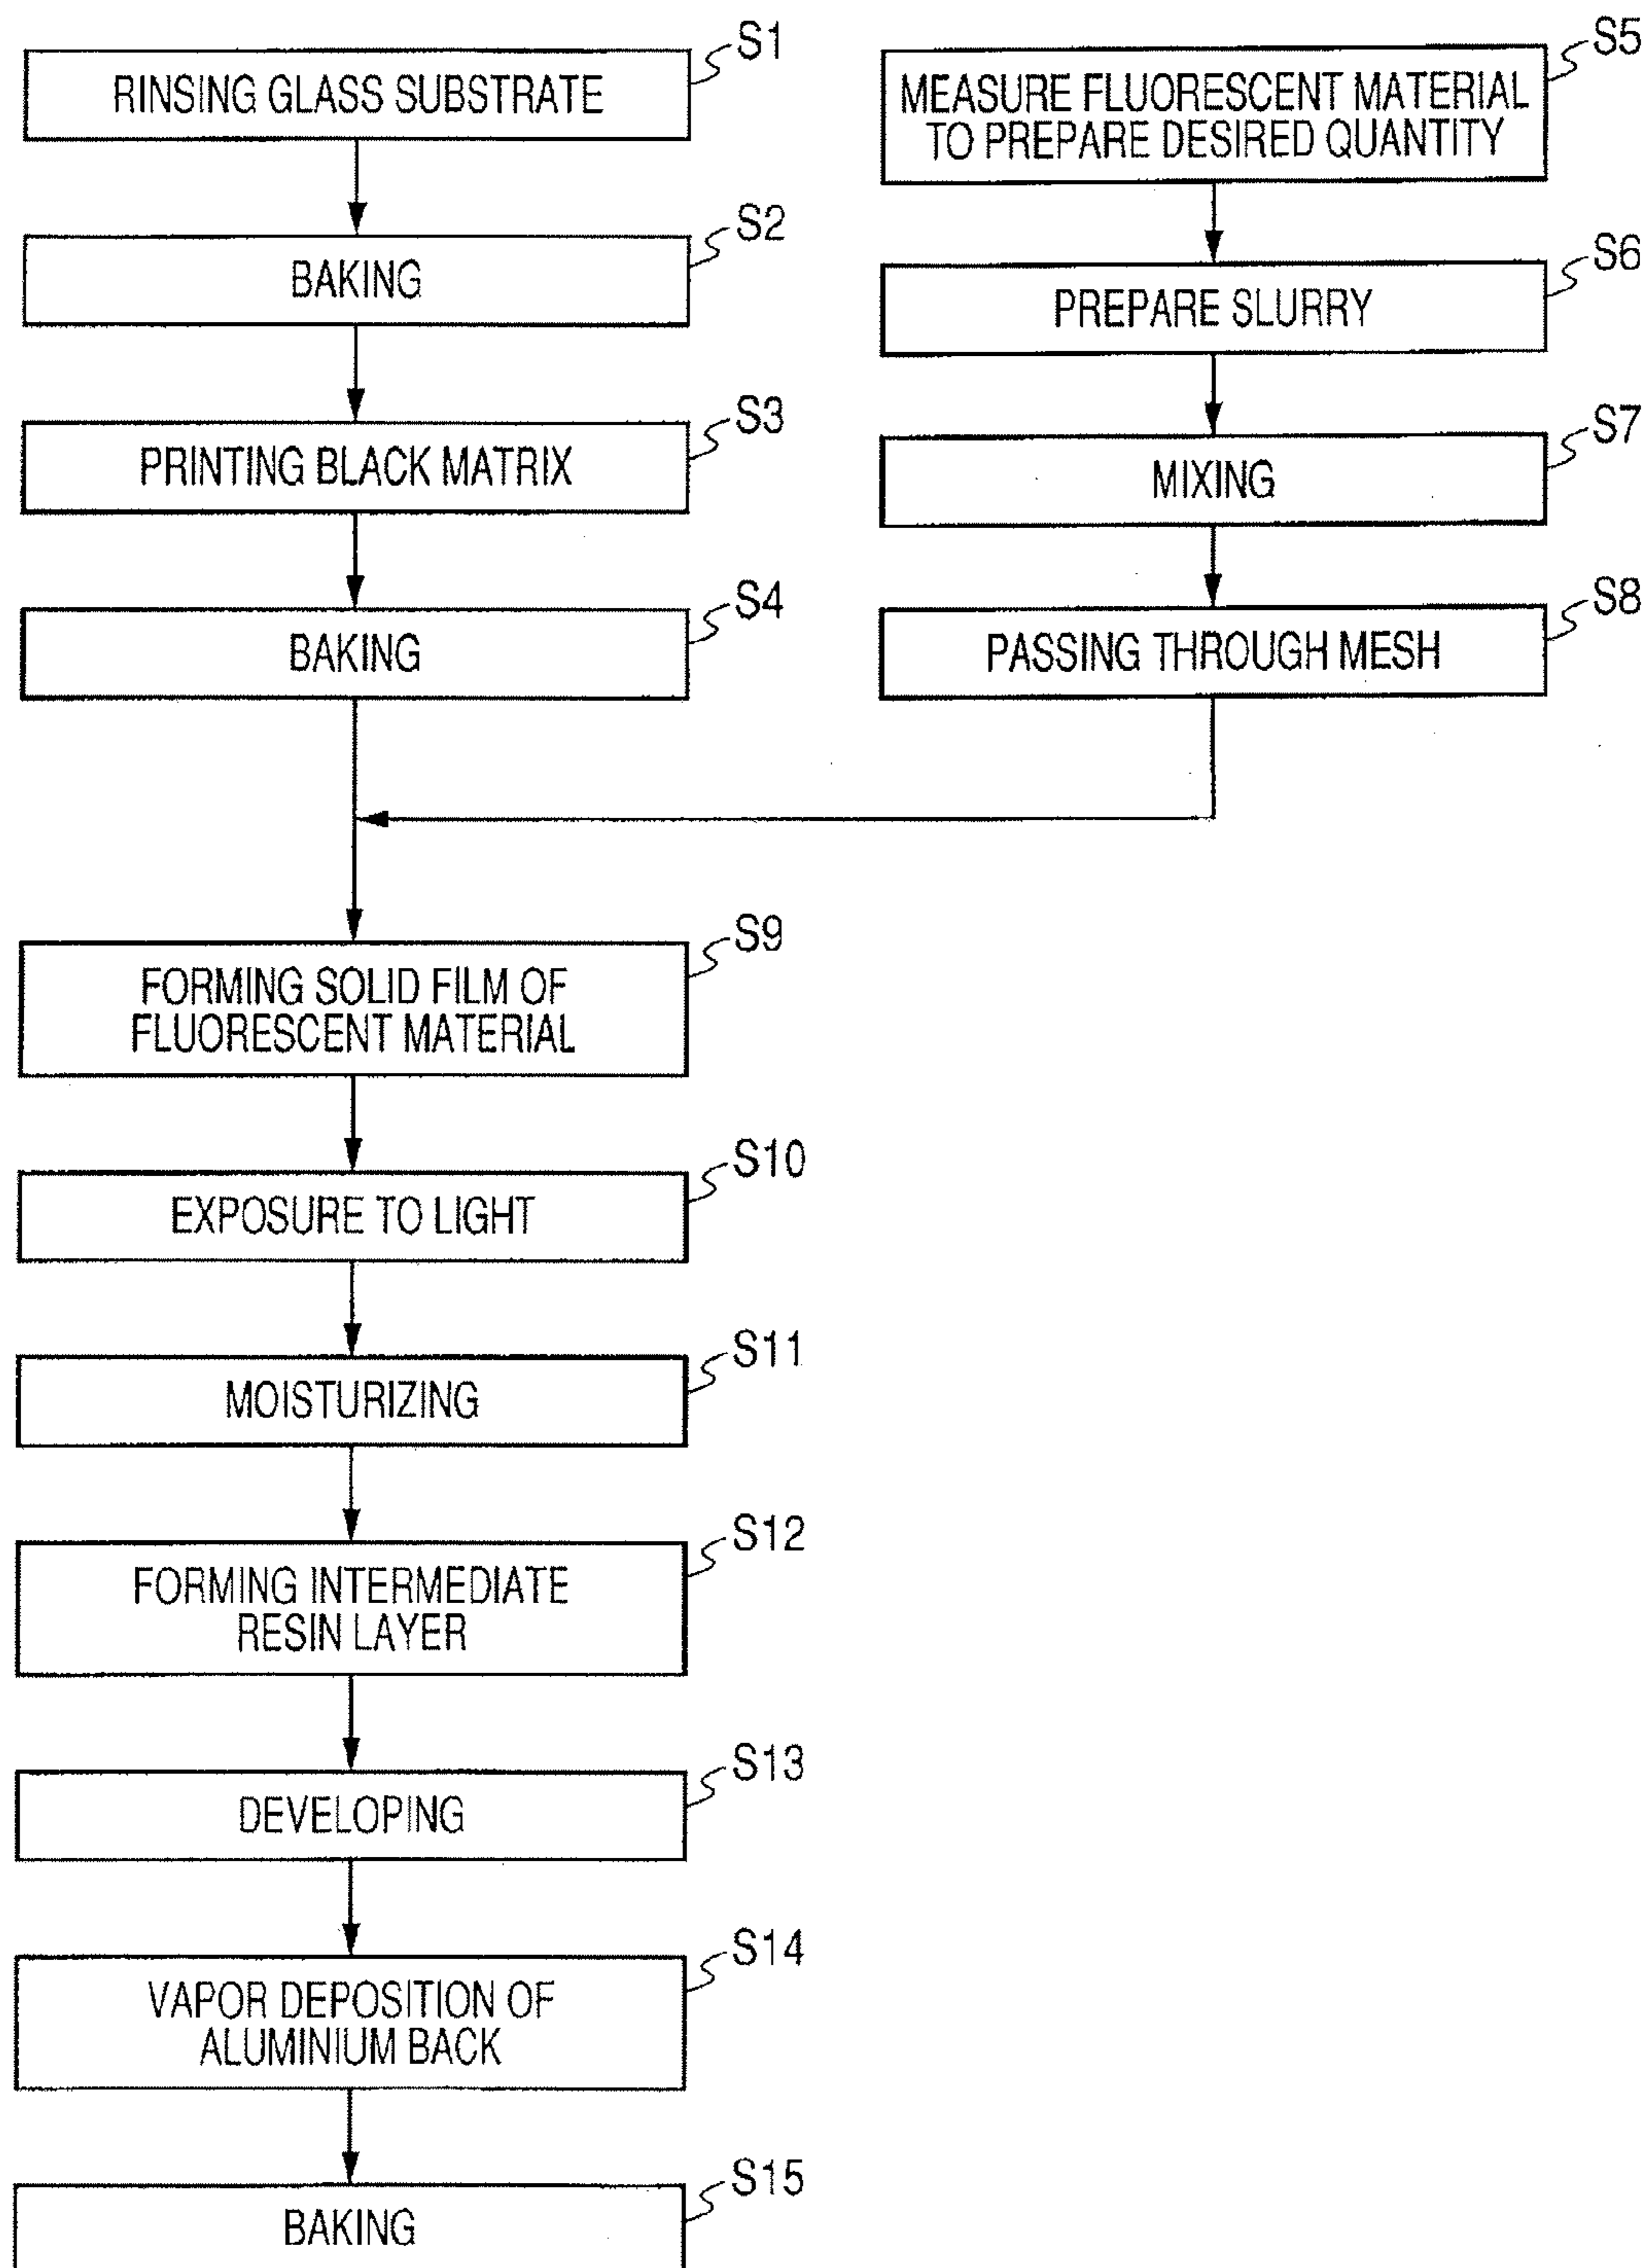 S1
RINSING GLASS SUBSTRATE
S2
BAKING
S3
PRINTING BLACK MATRIX
S4
BAKING
S5
MEASURE FLUORESCENT MATERIAL
TO PREPARE DESIRED QUANTITY
S6
PREPARE SLURRY
S7
MIXING
S8
PASSING THROUGH MESH
S9
FORMING SOLID FILM OF
FLUORESCENT MATERIAL
S10
EXPOSURE TO LIGHT
S11
MOISTURIZING
S12
FORMING INTERMEDIATE
RESIN LAYER
S13
DEVELOPING
S14
VAPOR DEPOSITION OF
ALUMINIUM BACK
S15
BAKING